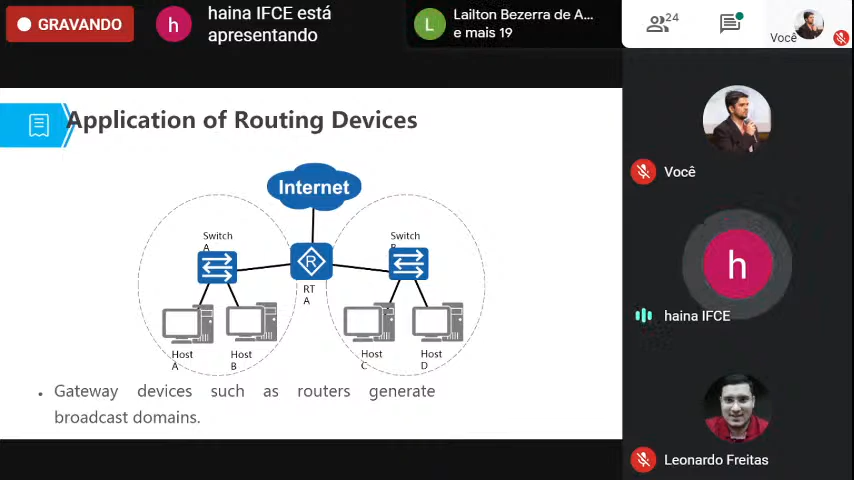 GRAVANDO
h
haina IFCE está
apresentando
L
Lailton Bezerra de A...
e mais 19
24
Você
Application of Routing Devices
Internet
Switch
A
Switch
B
R
RT
A
Host
A
Host
B
Host
C
Host
D
• Gateway devices such as routers generate
broadcast domains.
Você
h
haina IFCE
Leonardo Freitas